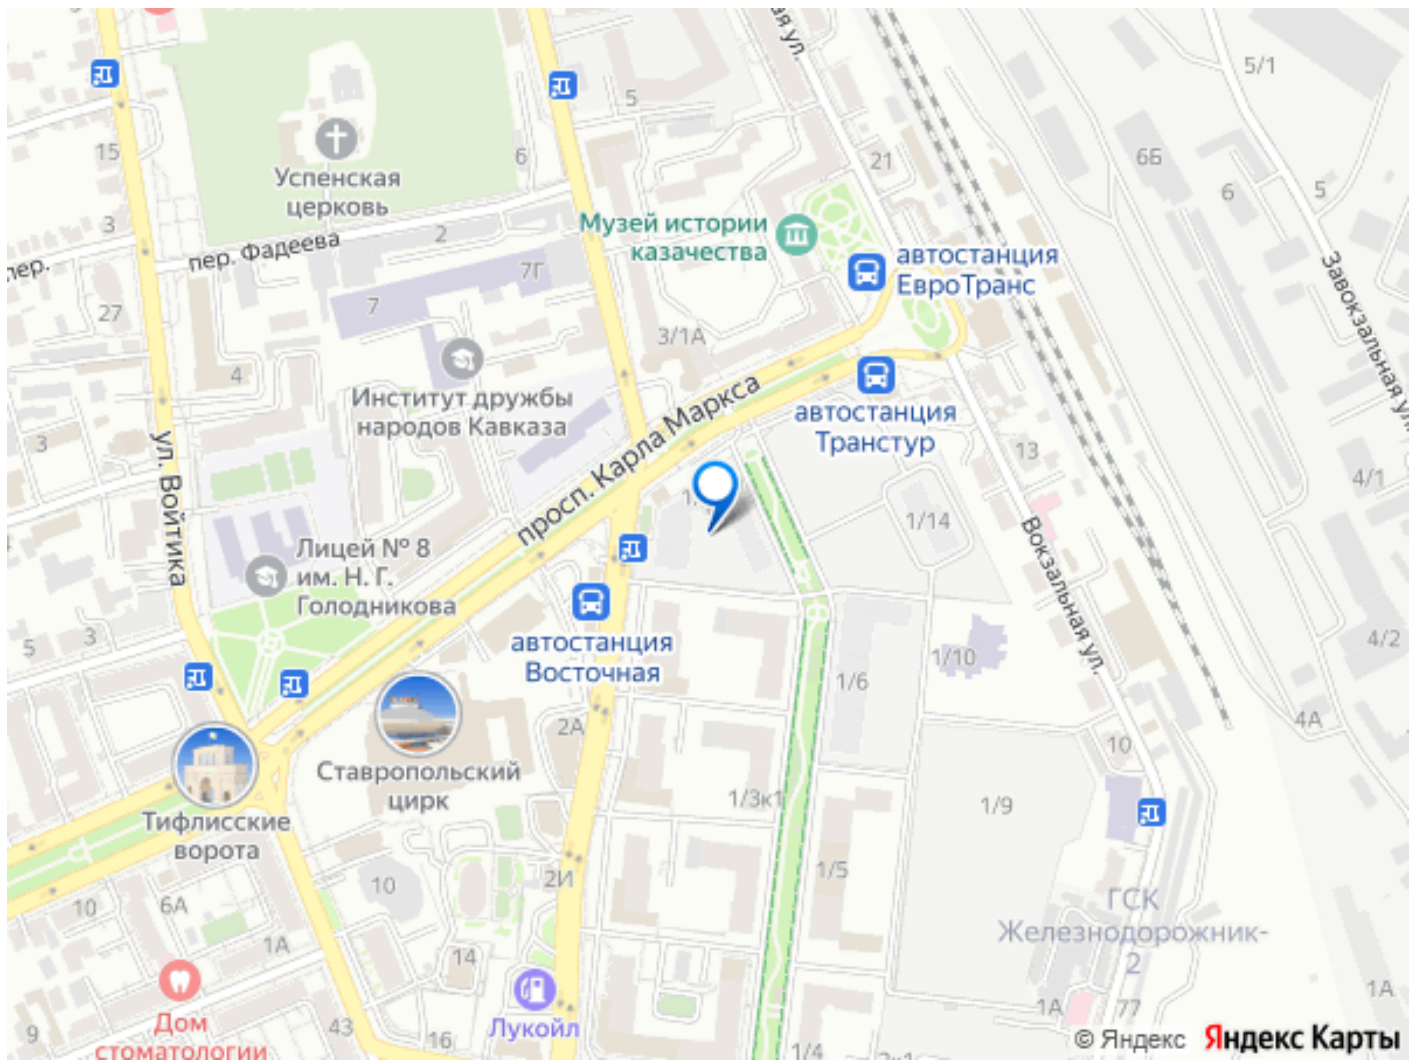 ая ул.
5/1
5
15
6
21
6Б
6
5
Успенская
церковь
Музей истории
казачества
3
2
пер. Фадеева
пер.
автостанция
ЕвроТранс
7Г
7
27
Завокзальная ул.
3/1А
4
Институт дружбы
народов Кавказа
просп. Карла Маркса
автостанция
Транстур
3
ул. Войтика
13
4/1
1/14
Лицей № 8
им. Н. Г.
Голодникова
Вокзальная ул.
автостанция
Восточная
5
3
4/2
1/10
1/6
2А
4А
10
Ставропольский
цирк
1/3к1
1/9
Тифлисские
ворота
1/5
10
2И
10
6А
ГСК
Железнодорожник-
2
1А
14
1А
77
1А
Лукойл
Дом
стоматологии
9
43
16
1/4
2к1
© Яндекс Яндекс Карты